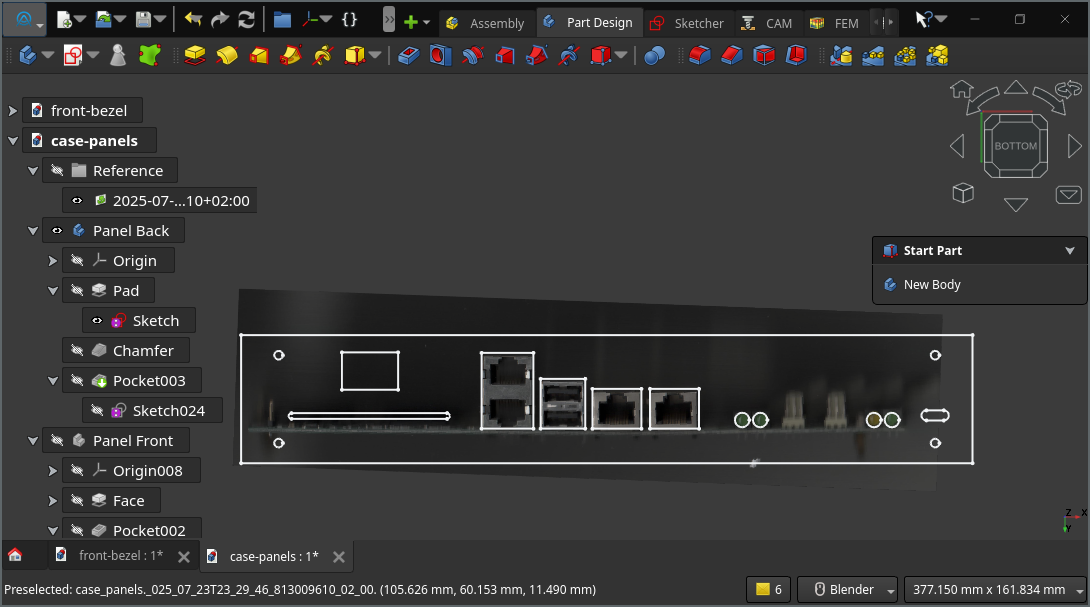 {}
Assembly
Part Design
Sketcher
CAM
FEM
front-bezel
case-panels
Reference
2025-07-...10+02:00
Panel Back
Origin
Pad
Sketch
Chamfer
Pocket003
Sketch024
Panel Front
Origin008
Face
Pocket002
BOTTOM
Start Part
New Body
Z
X
Y
front-bezel : 1*
case-panels : 1*
Preselected: case_panels._025_07_23T23_29_46_813009610_02_00. (105.626 mm, 60.153 mm, 11.490 mm)
6
Blender
377.150 mm x 161.834 mm